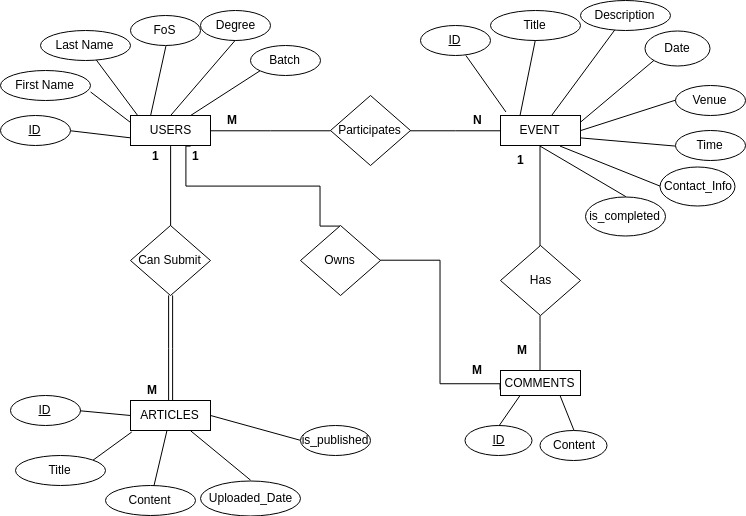 FoS
Degree
Last Name
Batch
First Name
ID
USERS
M
Participates
N
ID
Title
Description
Date
Venue
EVENT
Time
Contact_Info
is_completed
1
1
1
Can Submit
Owns
Has
M
M
COMMENTS
ID
Content
M
ARTICLES
ID
Title
Content
Uploaded_Date
is_published